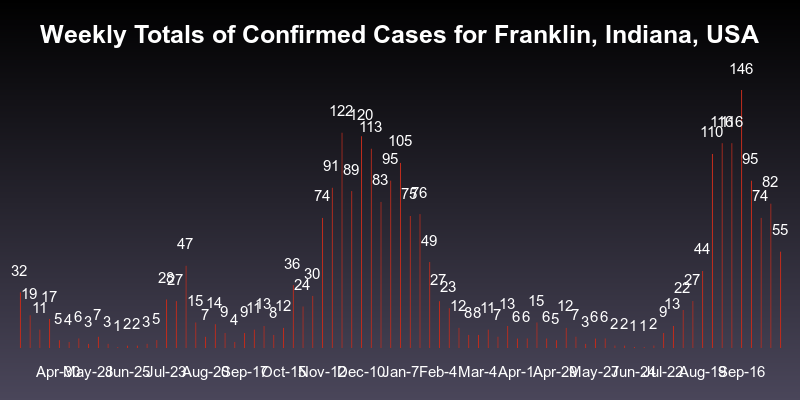 Weekly Totals of Confirmed Cases for Franklin, Indiana, USA
32 19 11 17 5 4 6 3 7 3 1 2 2 3 5 28 27 47 15 7 14 9 4 9 11 13 8 12 36 24 30 74 91 122 89 120 113 83 95 105 75 76 49 27 23 12 8 8 11 7 13 6 6 15 6 5 12 7 3 6 6 2 2 1 1 2 9 13 22 27 44 110 116 116 146 95 74 82 55
Apr-30 May-28 Jun-25 Jul-23 Aug-20 Sep-17 Oct-15 Nov-12 Dec-10 Jan-7 Feb-4 Mar-4 Apr-1 Apr-29 May-27 Jun-24 Jul-22 Aug-19 Sep-16